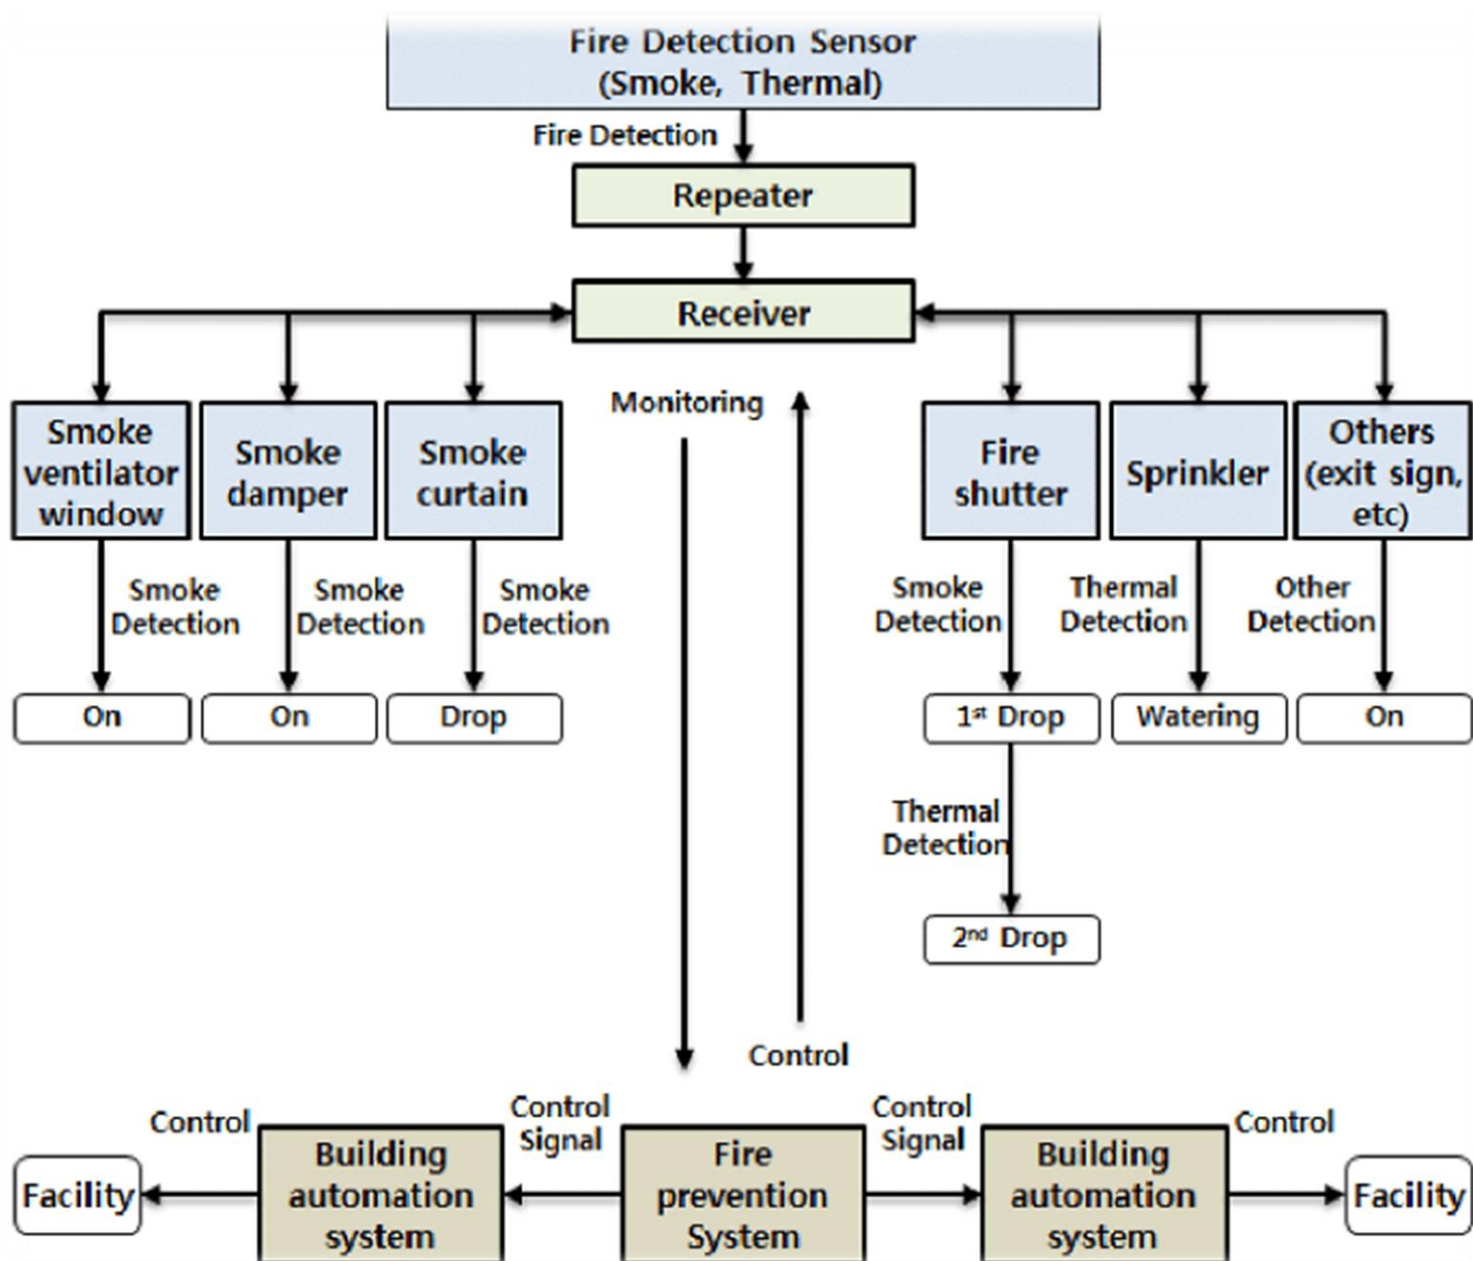 Fire Detection Sensor
(Smoke, Thermal)
Fire Detection
Repeater
Receiver
Monitoring
Smoke
ventilator
window
Smoke
damper
Smoke
curtain
Fire
shutter
Sprinkler
Others
(exit sign,
etc)
Smoke
Detection
Smoke
Detection
Smoke
Detection
Smoke
Detection
Thermal
Detection
Other
Detection
On
On
Drop
1st Drop
Watering
On
Thermal
Detection
2nd Drop
Control
Control
Control
Signal
Control
Signal
Control
Facility
Building
automation
system
Fire
prevention
System
Building
automation
system
Facility